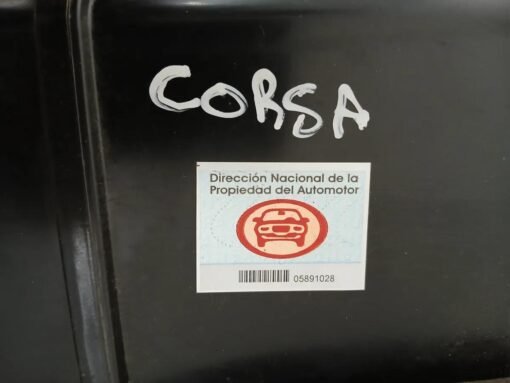 CORSA
Dirección Nacional de la
Propiedad del Automotor
05891028